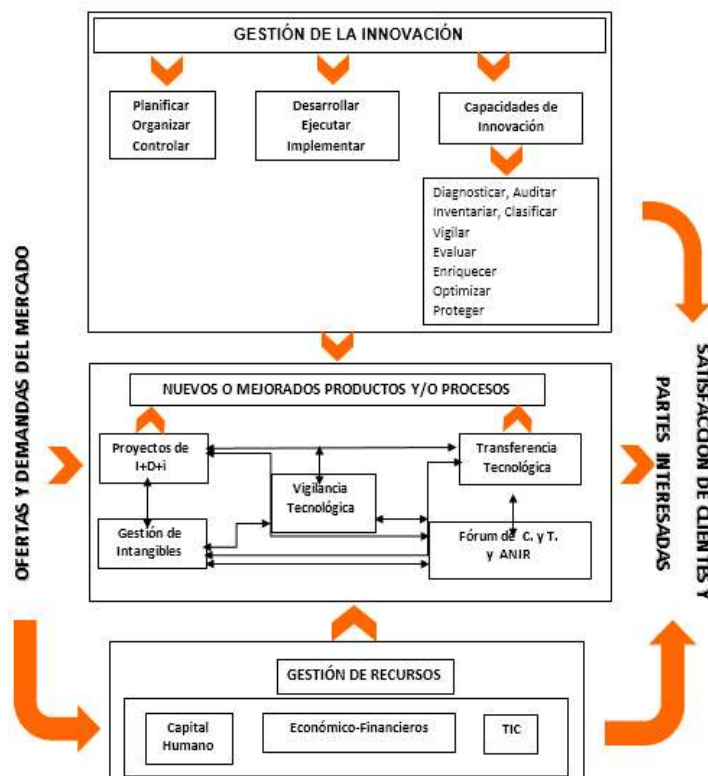 GESTIÓN DE LA INNOVACIÓN
Planificar
Organizar
Controlar
Desarrollar
Ejecutar
Implementar
Capacidades de
Innovación
Diagnosticar, Auditar
Inventariar, Clasificar
Vigilar
Evaluar
Enriquecer
Optimizar
Proteger
OFERTAS Y DEMANDAS DEL MERCADO
NUEVOS O MEJORADOS PRODUCTOS Y/O PROCESOS
Proyectos de
I+D+i
Transferencia
Tecnológica
Vigilancia
Tecnológica
Gestión de
Intangibles
Fórum de C. y T.
y ANIR
SATISFACCIÓN DE CLIENTES Y
PARTES INTERESADAS
GESTIÓN DE RECURSOS
Capital
Humano
Económico-Financieros
TIC